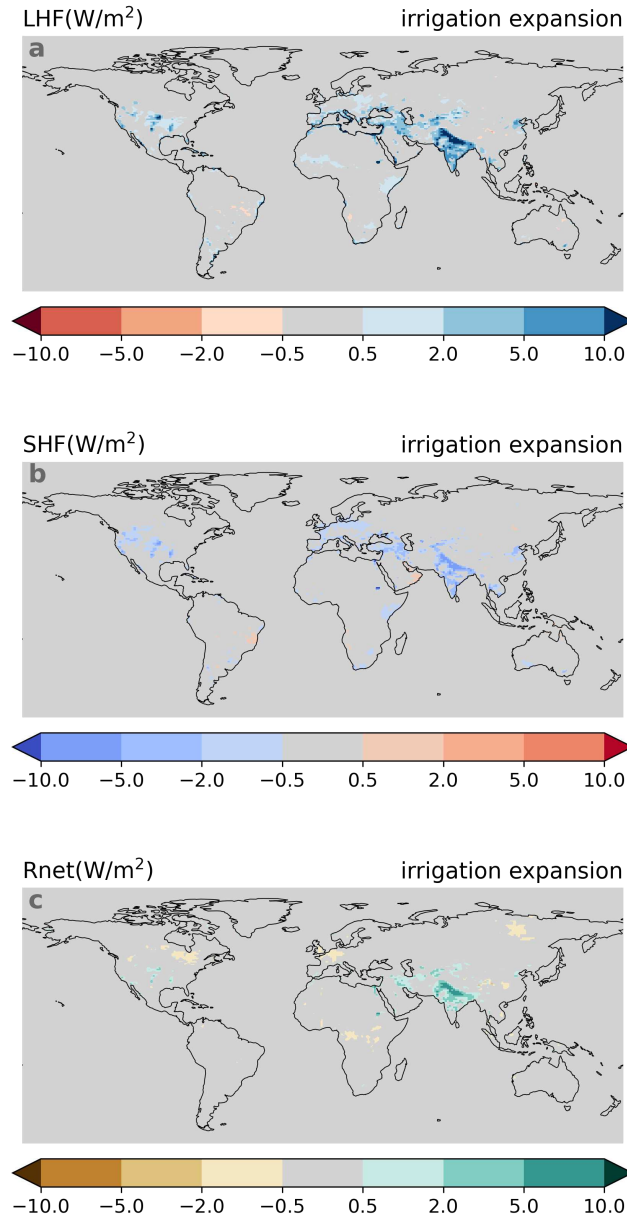 LHF(W/m²) irrigation expansion
a
−10.0 −5.0 −2.0 −0.5 0.5 2.0 5.0 10.0
SHF(W/m²) irrigation expansion
b
−10.0 −5.0 −2.0 −0.5 0.5 2.0 5.0 10.0
Rnet(W/m²) irrigation expansion
c
−10.0 −5.0 −2.0 −0.5 0.5 2.0 5.0 10.0